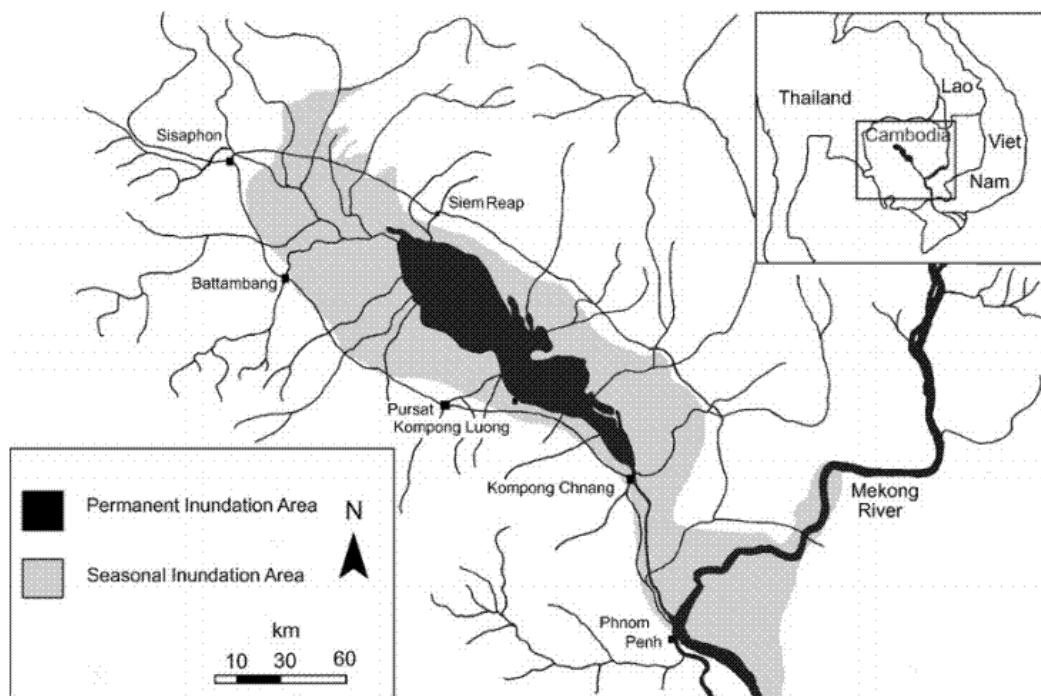 Thailand
Lao
Cambodia
Viet
Nam
Sisaphon
Siem Reap
Battambang
Pursat
Kompong Luong
Kompong Chnang
Mekong
River
Phnom
Penh
Permanent Inundation Area
N
Seasonal Inundation Area
km
10 30 60